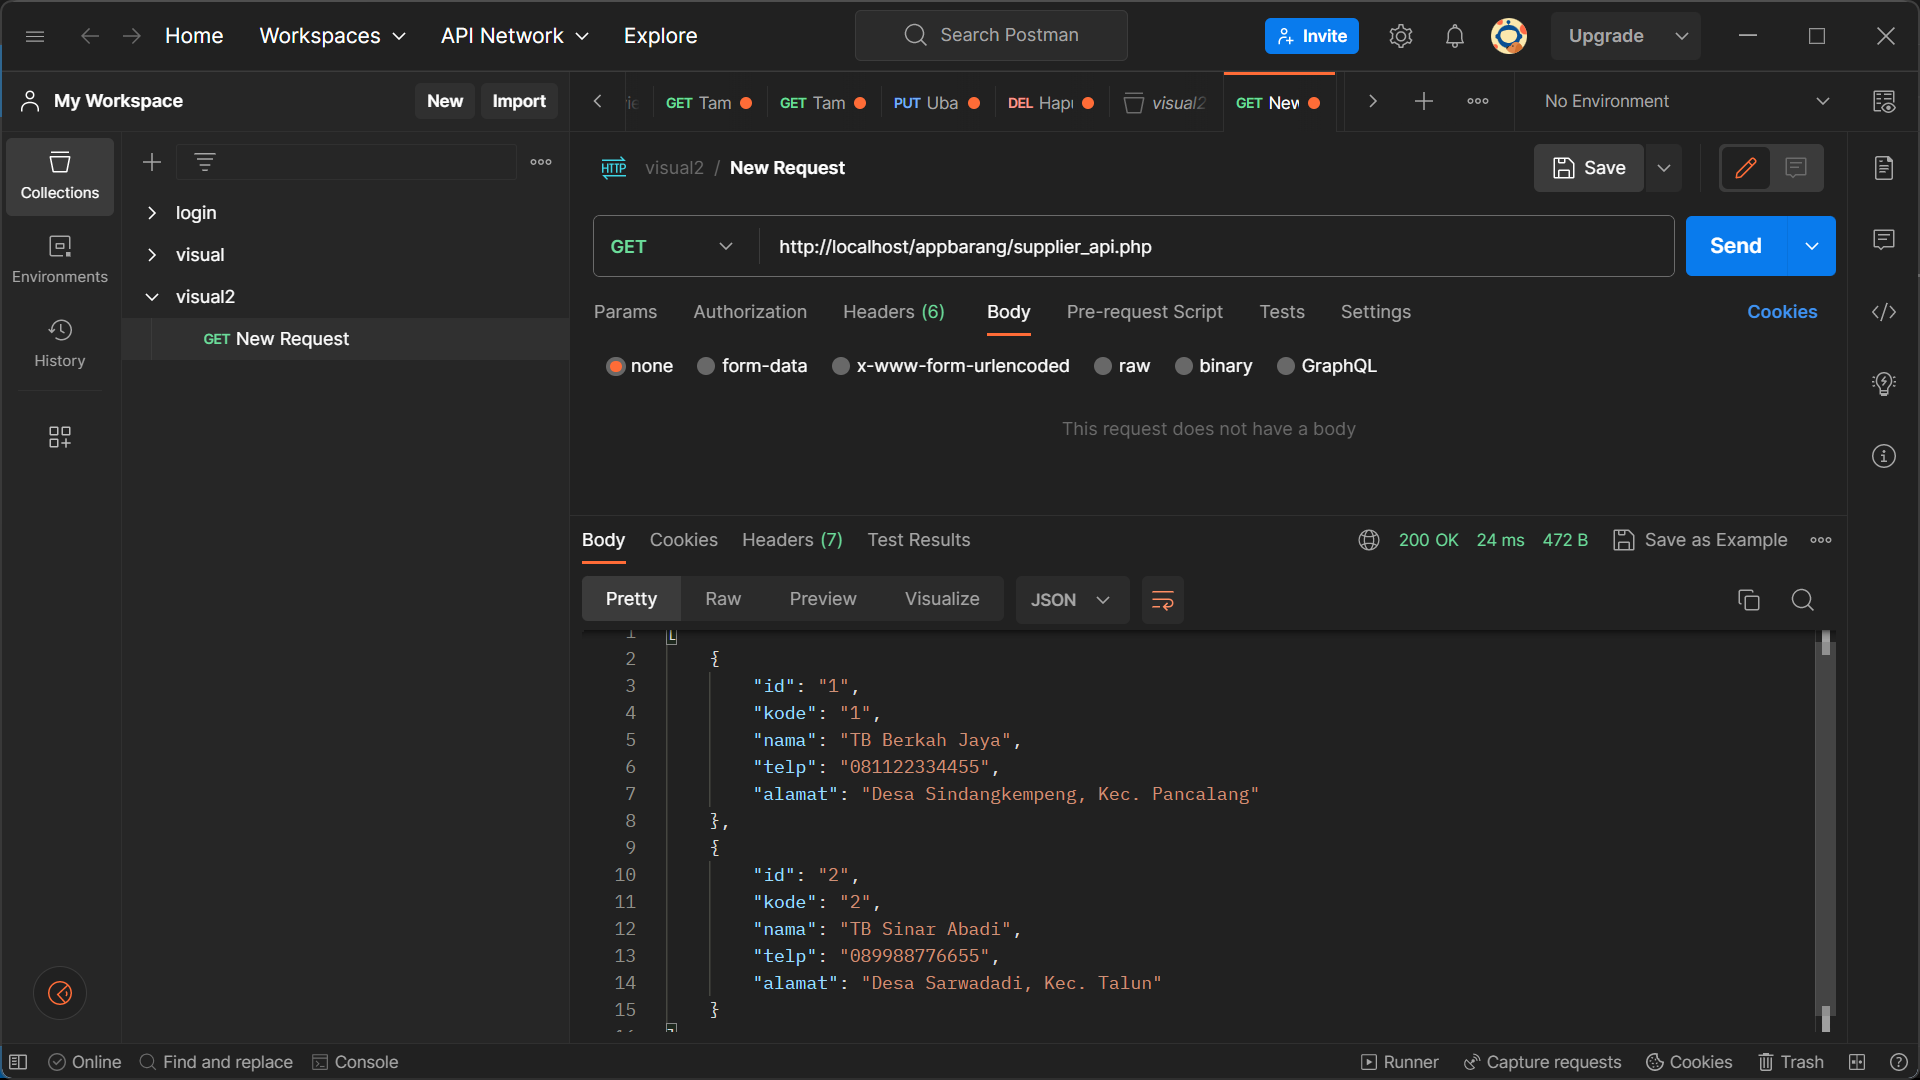 Home Workspaces API Network Explore Search Postman Invite Upgrade
My Workspace New Import GET Tam GET Tam PUT Uba DEL Hapu visual2 GET New No Environment
Collections
Environments
History
login
visual
visual2
GET New Request
HTTP visual2 / New Request Save
GET http://localhost/appbarang/supplier_api.php Send
Params Authorization Headers (6) Body Pre-request Script Tests Settings Cookies
none form-data x-www-form-urlencoded raw binary GraphQL
This request does not have a body
Body Cookies Headers (7) Test Results 200 OK 24 ms 472 B Save as Example
Pretty Raw Preview Visualize JSON
1 [
2 {
3 "id": "1",
4 "kode": "1",
5 "nama": "TB Berkah Jaya",
6 "telp": "081122334455",
7 "alamat": "Desa Sindangkempeng, Kec. Pancalang"
8 },
9 {
10 "id": "2",
11 "kode": "2",
12 "nama": "TB Sinar Abadi",
13 "telp": "089988776655",
14 "alamat": "Desa Sarwadadi, Kec. Talun"
15 }
Online Find and replace Console Runner Capture requests Cookies Trash